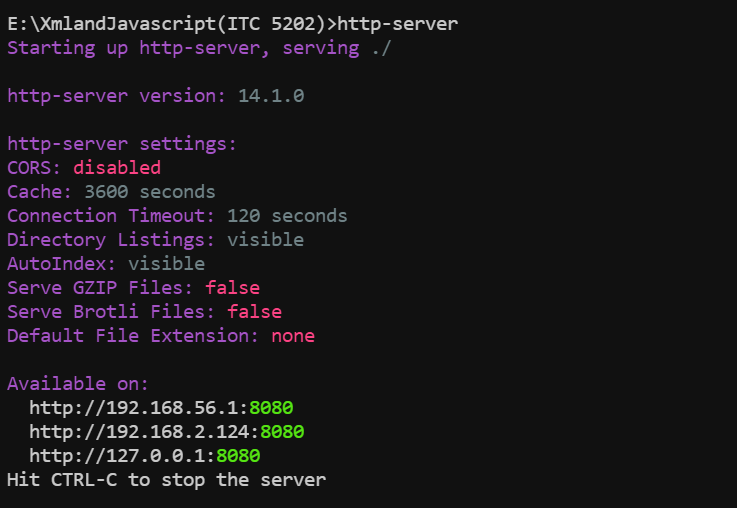 E:\XmlandJavascript(ITC 5202)>http-server
Starting up http-server, serving ./
http-server version: 14.1.0
http-server settings:
CORS: disabled
Cache: 3600 seconds
Connection Timeout: 120 seconds
Directory Listings: visible
AutoIndex: visible
Serve GZIP Files: false
Serve Brotli Files: false
Default File Extension: none
Available on:
http://192.168.56.1:8080
http://192.168.2.124:8080
http://127.0.0.1:8080
Hit CTRL-C to stop the server